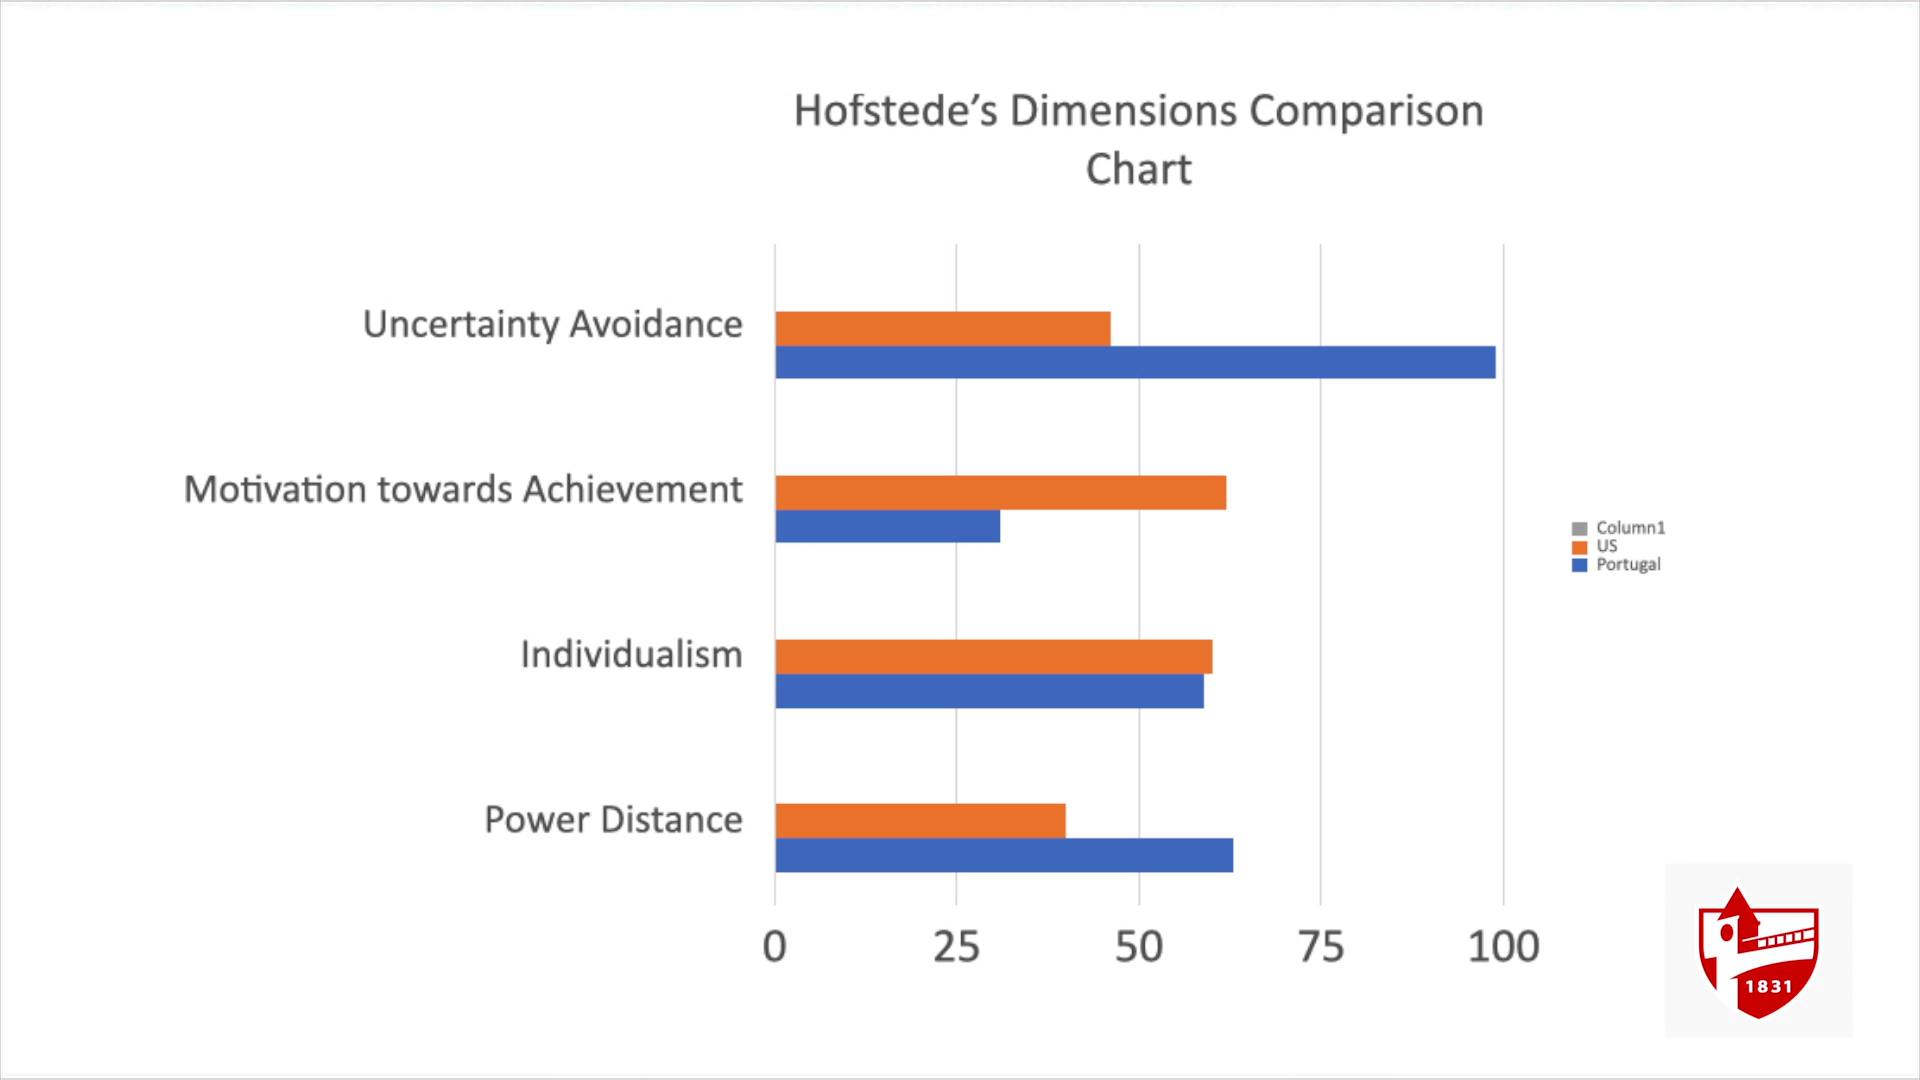 Hofstede’s Dimensions Comparison
Chart
Uncertainty Avoidance
Motivation towards Achievement
Individualism
Power Distance
0 25 50 75 100
Column1
US
Portugal
1831